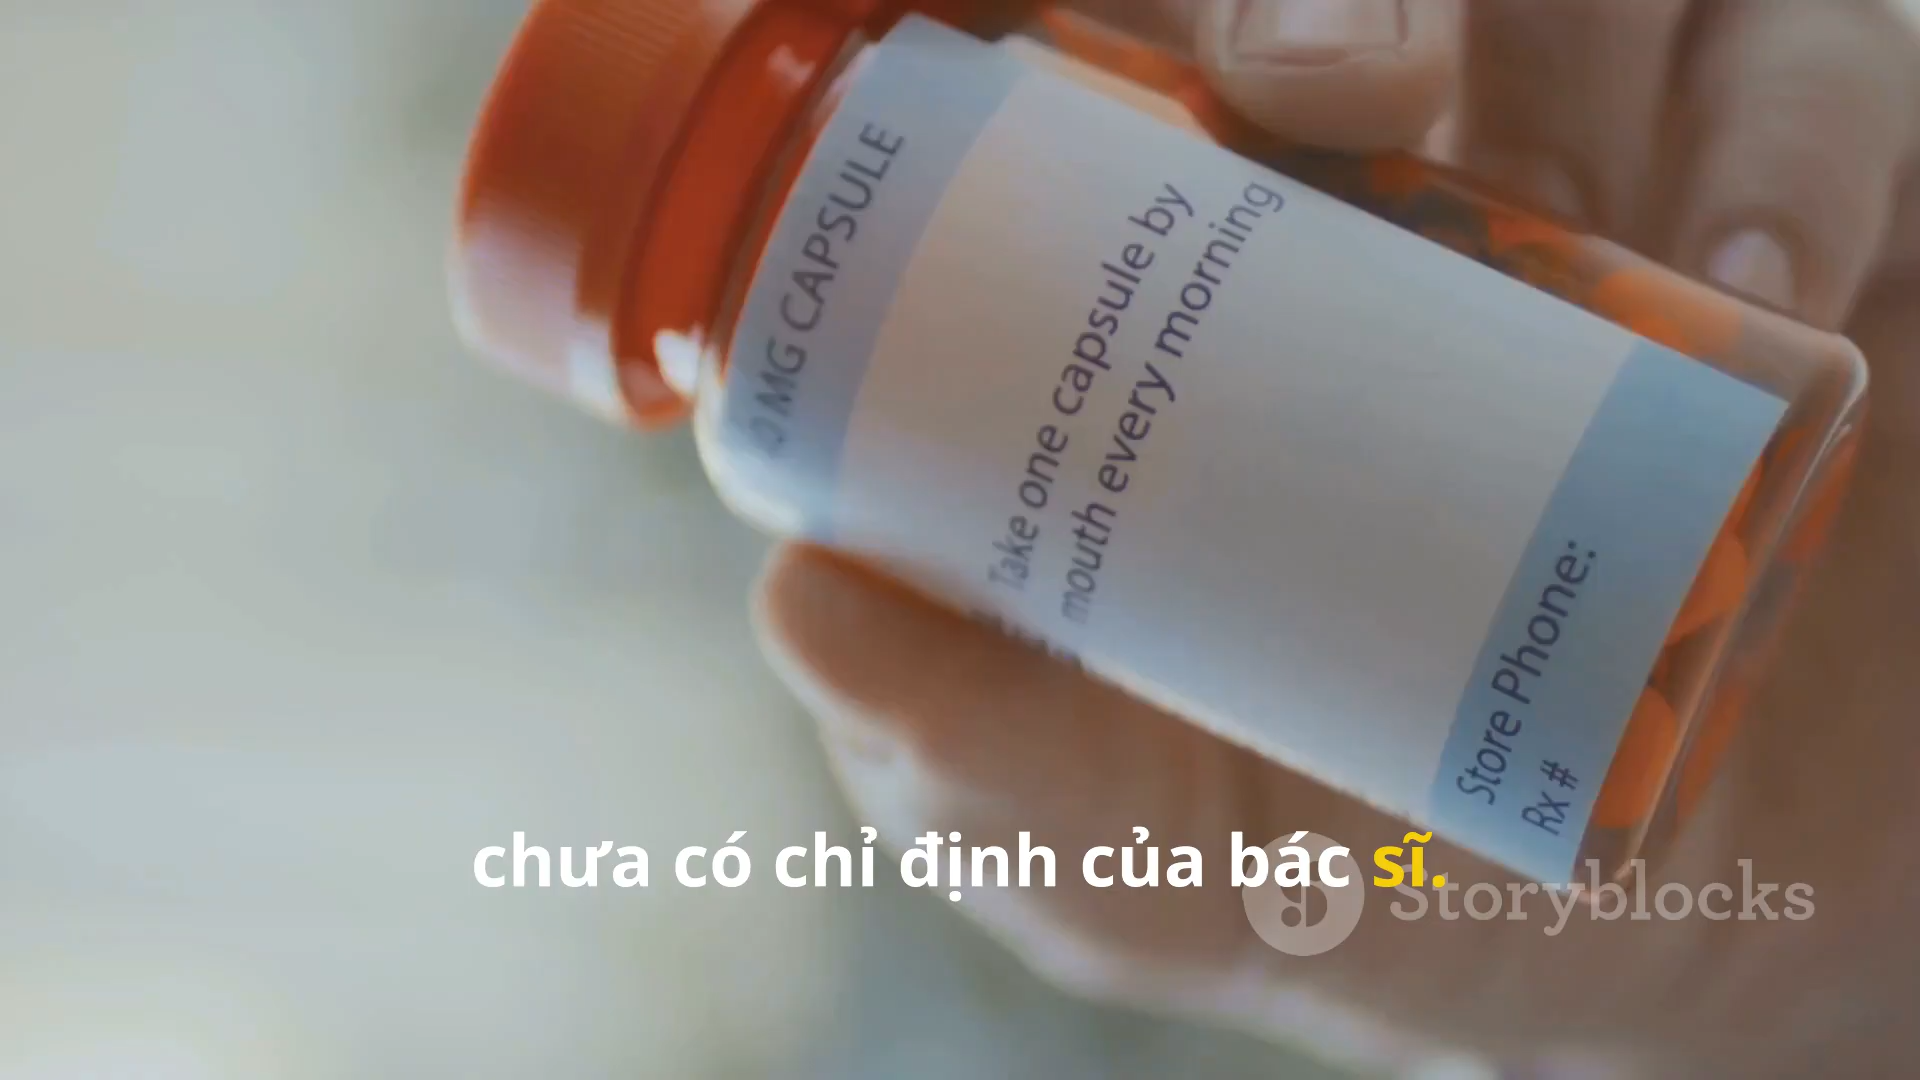 MG CAPSULE
Take one capsule by
mouth every morning
Store Phone:
Rx #
chưa có chỉ định của bác sĩ.
Storyblocks